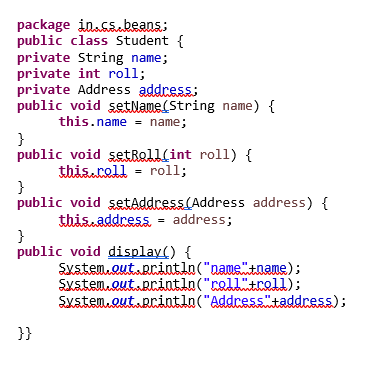 package in.cs.beans;
public class Student {
private String name;
private int roll;
private Address address;
public void setName(String name) {
this.name = name;
}
public void setRoll(int roll) {
this.roll = roll;
}
public void setAddress(Address address) {
this.address = address;
}
public void display() {
System.out.println("name"+name);
System.out.println("roll"+roll);
System.out.println("Address"+address);
}}